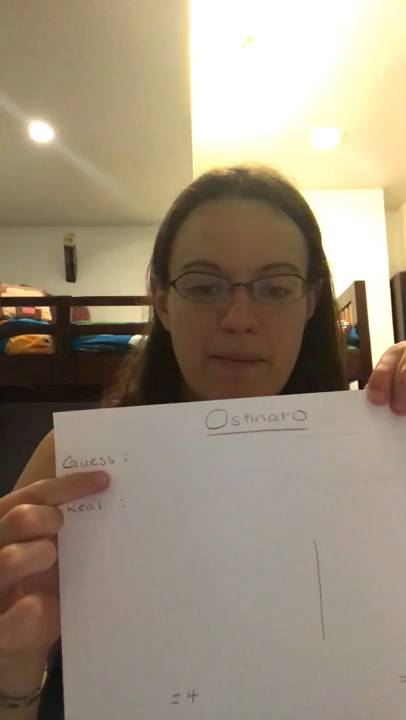 Ostinato
Guess :
Real :
= 4
=